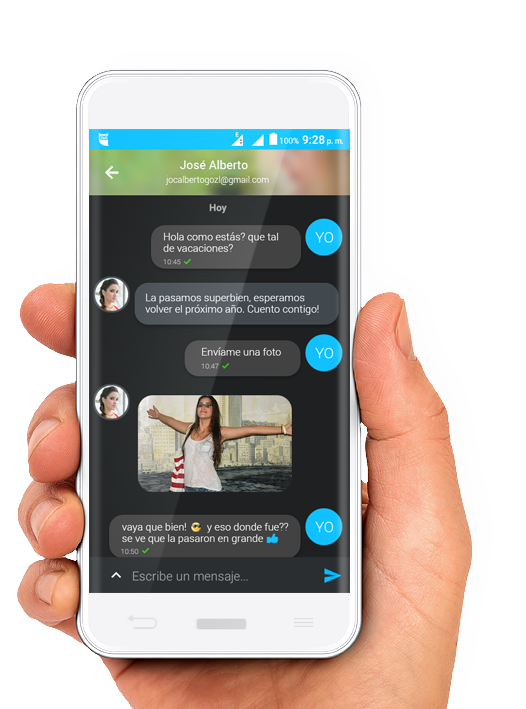 100% 9:28 p. m.
José Alberto
jocalbertogozl@gmail.com
Hoy
Hola como estás? que tal
de vacaciones?
10:45
YO
La pasamos superbien, esperamos
volver el próximo año. Cuento contigo!
Envíame una foto
10:47
YO
vaya que bien! 😂 y eso donde fue??
se ve que la pasaron en grande 👍
10:50
YO
Escribe un mensaje...